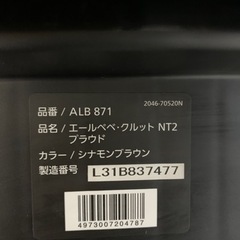 2046-70520N
品番 / ALB 871
品名 / エールベベ・クルット NT2
プラウド
カラー / シナモンブラウン
製造番号 L31B837477
4973007204787